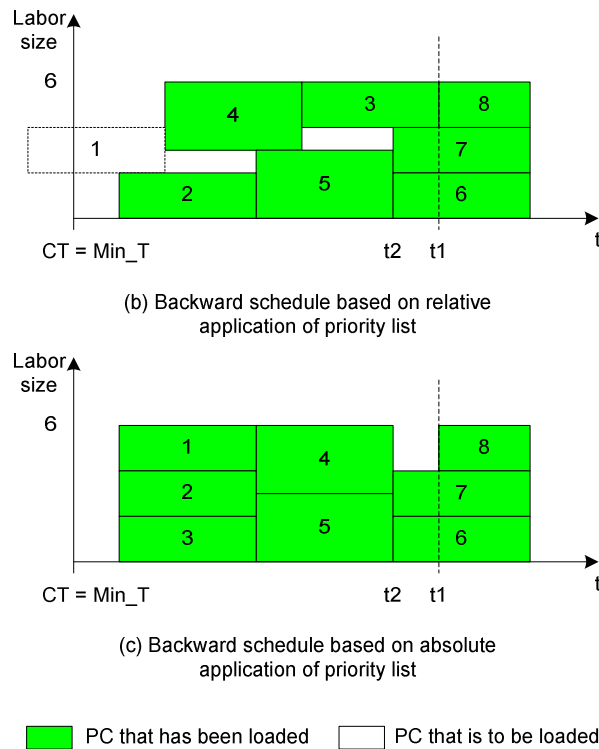 Labor
size
6
4
3
8
1
7
2
5
6
t
CT = Min_T
t2
t1
(b) Backward schedule based on relative
application of priority list
Labor
size
6
1
4
8
2
7
3
5
6
t
CT = Min_T
t2
t1
(c) Backward schedule based on absolute
application of priority list
PC that has been loaded
PC that is to be loaded